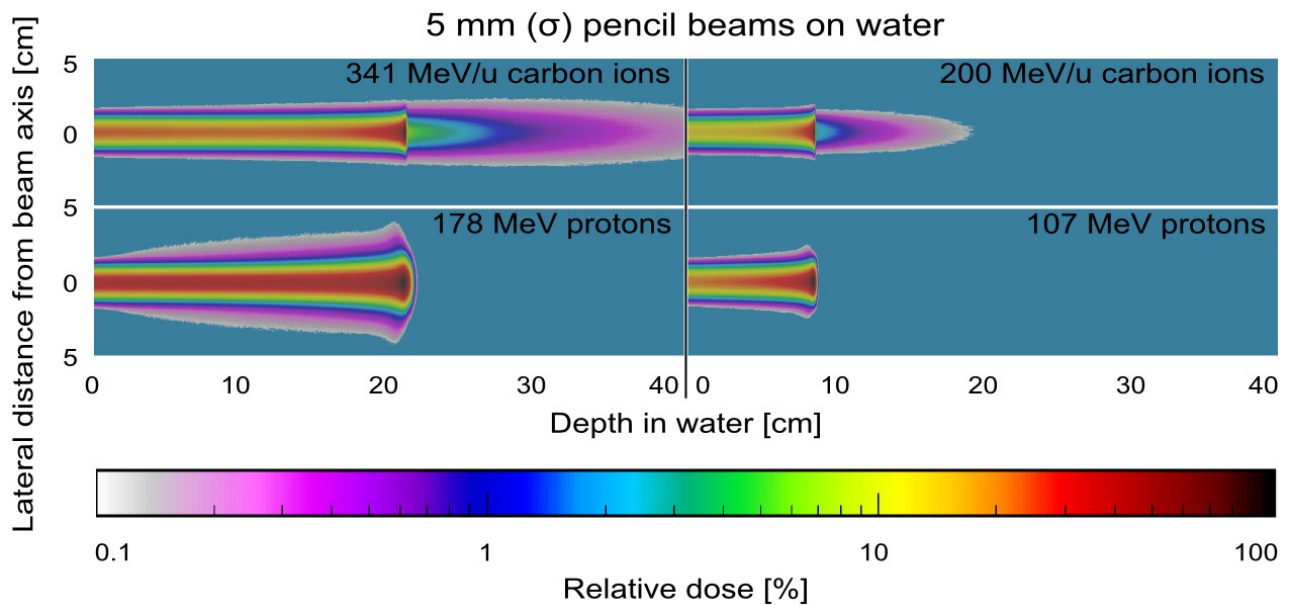 5 mm (σ) pencil beams on water
Lateral distance from beam axis [cm]
5
341 MeV/u carbon ions
200 MeV/u carbon ions
0
5
178 MeV protons
107 MeV protons
0
5
0 10 20 30 40 0 10 20 30 40
Depth in water [cm]
0.1 1 10 100
Relative dose [%]